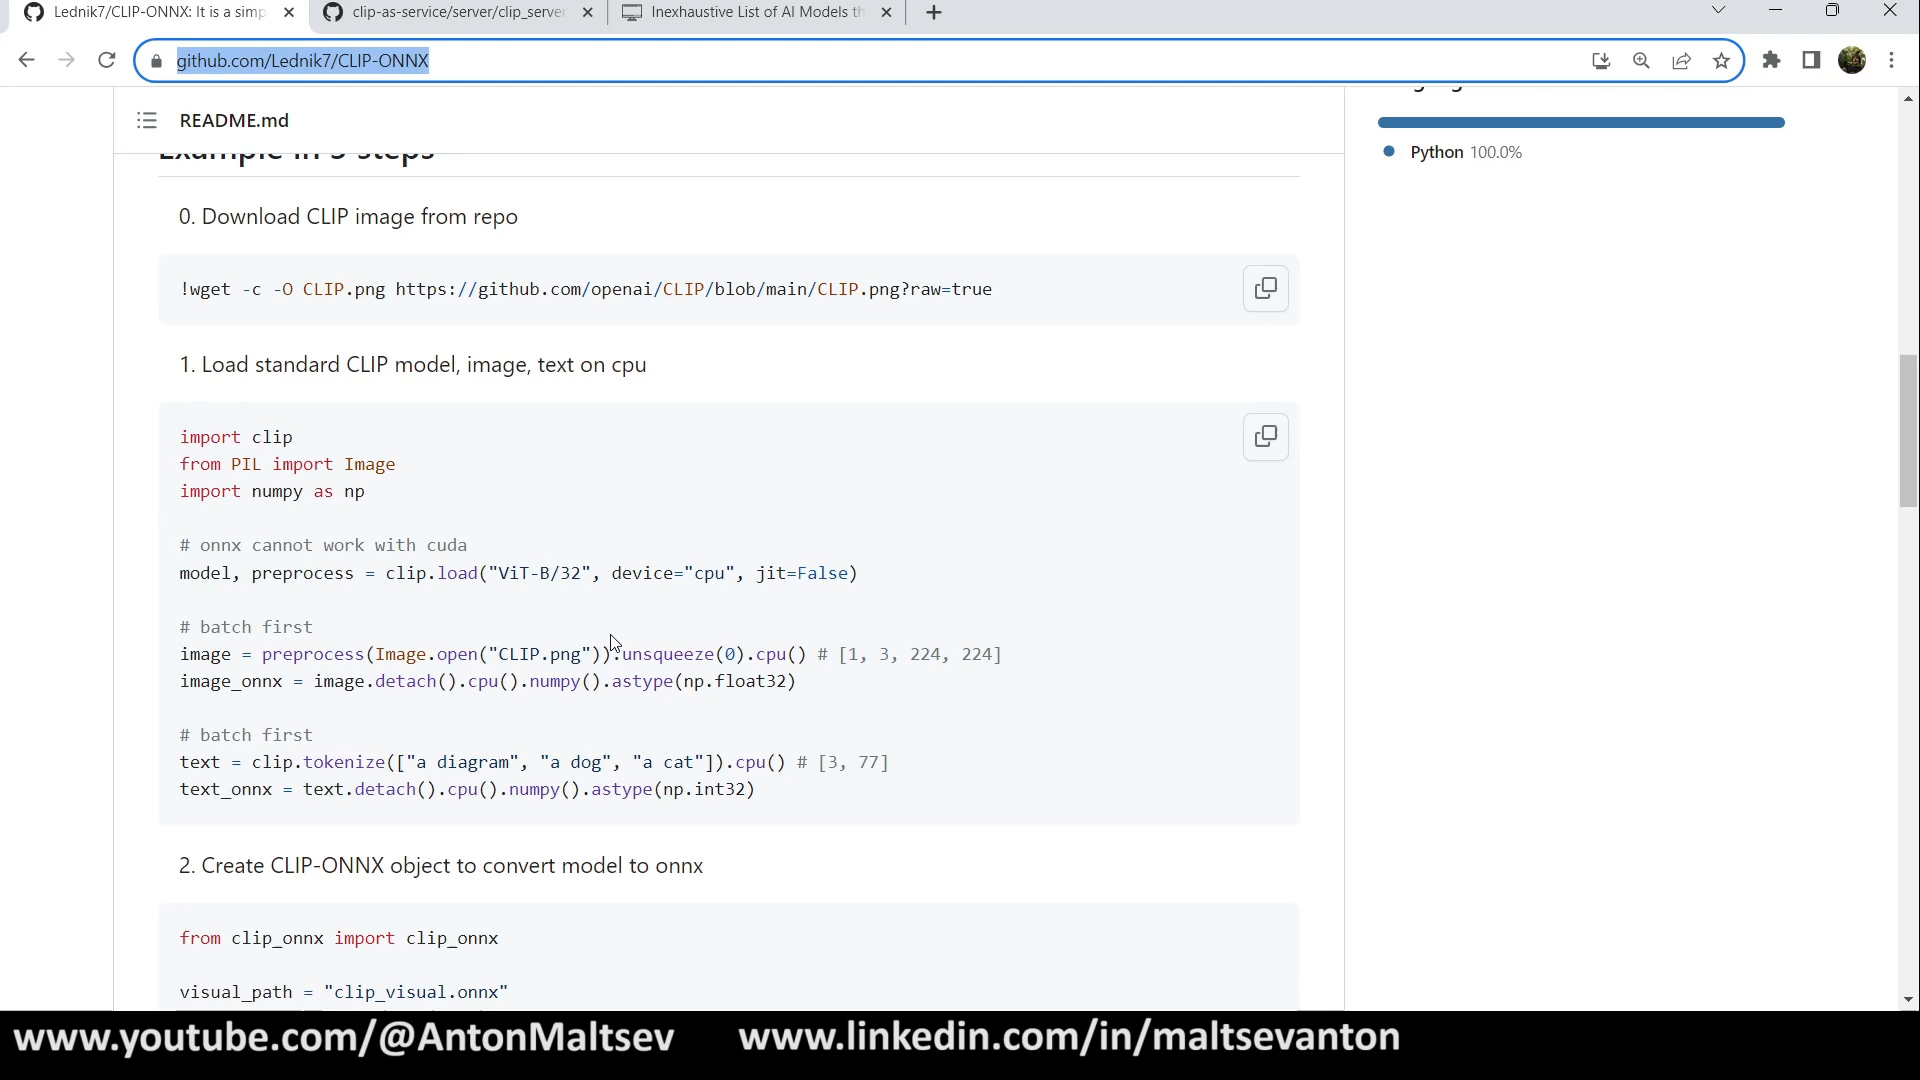 Lednik7/CLIP-ONNX: It is a simp
clip-as-service/server/clip_server
Inexhaustive List of AI Models th
github.com/Lednik7/CLIP-ONNX
README.md
Python 100.0%
Example in 3 steps
0. Download CLIP image from repo
!wget -c -O CLIP.png https://github.com/openai/CLIP/blob/main/CLIP.png?raw=true
1. Load standard CLIP model, image, text on cpu
import clip
from PIL import Image
import numpy as np
# onnx cannot work with cuda
model, preprocess = clip.load("ViT-B/32", device="cpu", jit=False)
# batch first
image = preprocess(Image.open("CLIP.png")).unsqueeze(0).cpu() # [1, 3, 224, 224]
image_onnx = image.detach().cpu().numpy().astype(np.float32)
# batch first
text = clip.tokenize(["a diagram", "a dog", "a cat"]).cpu() # [3, 77]
text_onnx = text.detach().cpu().numpy().astype(np.int32)
2. Create CLIP-ONNX object to convert model to onnx
from clip_onnx import clip_onnx
visual_path = "clip_visual.onnx"
www.youtube.com/@AntonMaltsev www.linkedin.com/in/maltsevanton